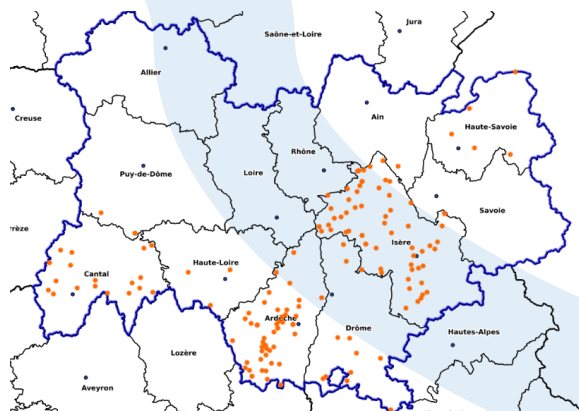 Jura
Saône-et-Loire
Allier
Creuse
Ain
Haute-Savoie
Rhône
Puy-de-Dôme
Loire
Savoie
rrèze
Isère
Haute-Loire
Cantal
Ardèche
Drôme
Hautes-Alpes
Lozère
Aveyron